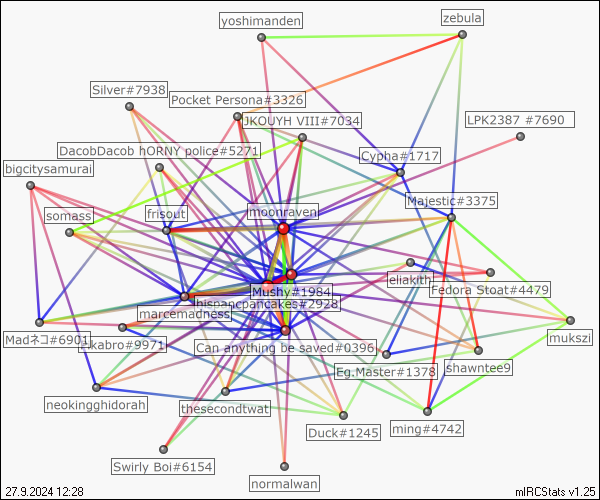 yoshimanden
zebula
Silver#7938
Pocket Persona#3326
JKOUYH VIII#7034
LPK2387 #7690
DacobDacob hORNY police#5271
Cypha#1717
bigcitysamurai
Majestic#3375
somass
frisout
moonraven
eliakith
Mushy#1984
Fedora Stoat#4479
hispancpancakes#2928
marcemadness
Madネコ#6901
kabro#9971
Can anything be saved#0396
mukszi
Eg.Master#1378
shawntee9
neokingghidorah
thesecondtwat
Duck#1245
ming#4742
Swirly Boi#6154
normalwan
27.9.2024 12:28
mIRCStats v1.25